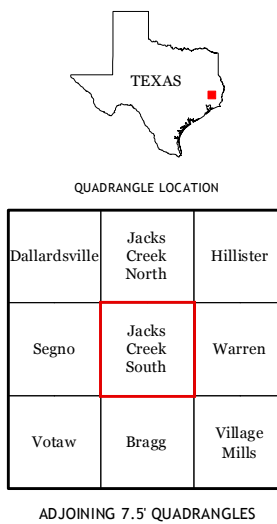 TEXAS
QUADRANGLE LOCATION
Dallardsville
Jacks
Creek
North
Hillister
Segno
Jacks
Creek
South
Warren
Votaw
Bragg
Village
Mills
ADJOINING 7.5' QUADRANGLES